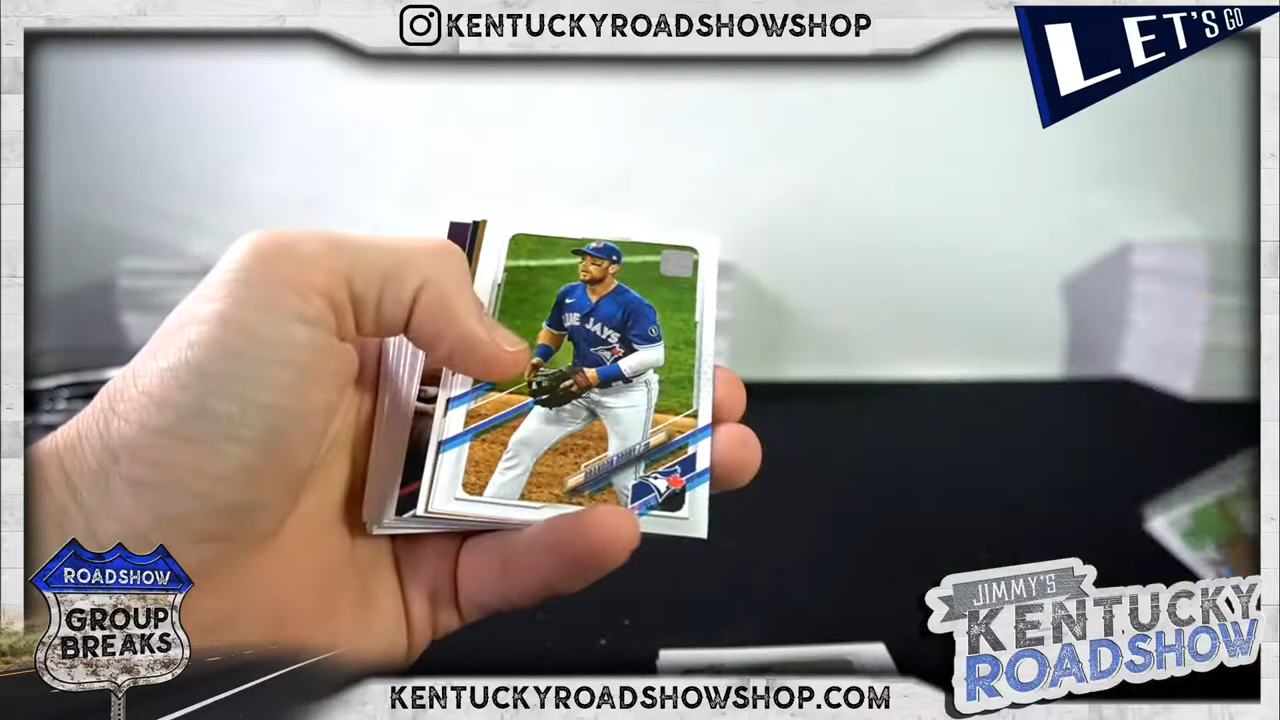 KENTUCKYROADSHOWSHOP
LET'S GO
BLUE JAYS
ROADSHOW
GROUP
BREAKS
JIMMY'S
KENTUCKY
ROADSHOW
KENTUCKYROADSHOWSHOP.COM